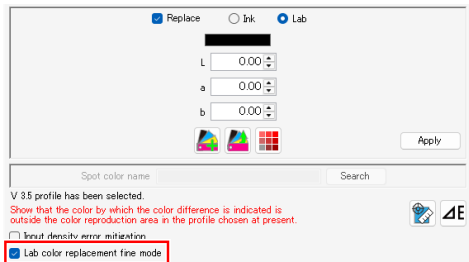 Replace Ink Lab
L 0.00
a 0.00
b 0.00
Apply
Spot color name Search
V 3.5 profile has been selected.
Show that the color by which the color difference is indicated is
outside the color reproduction area in the profile chosen at present.
ΔE
Input density error mitigation
Lab color replacement fine mode